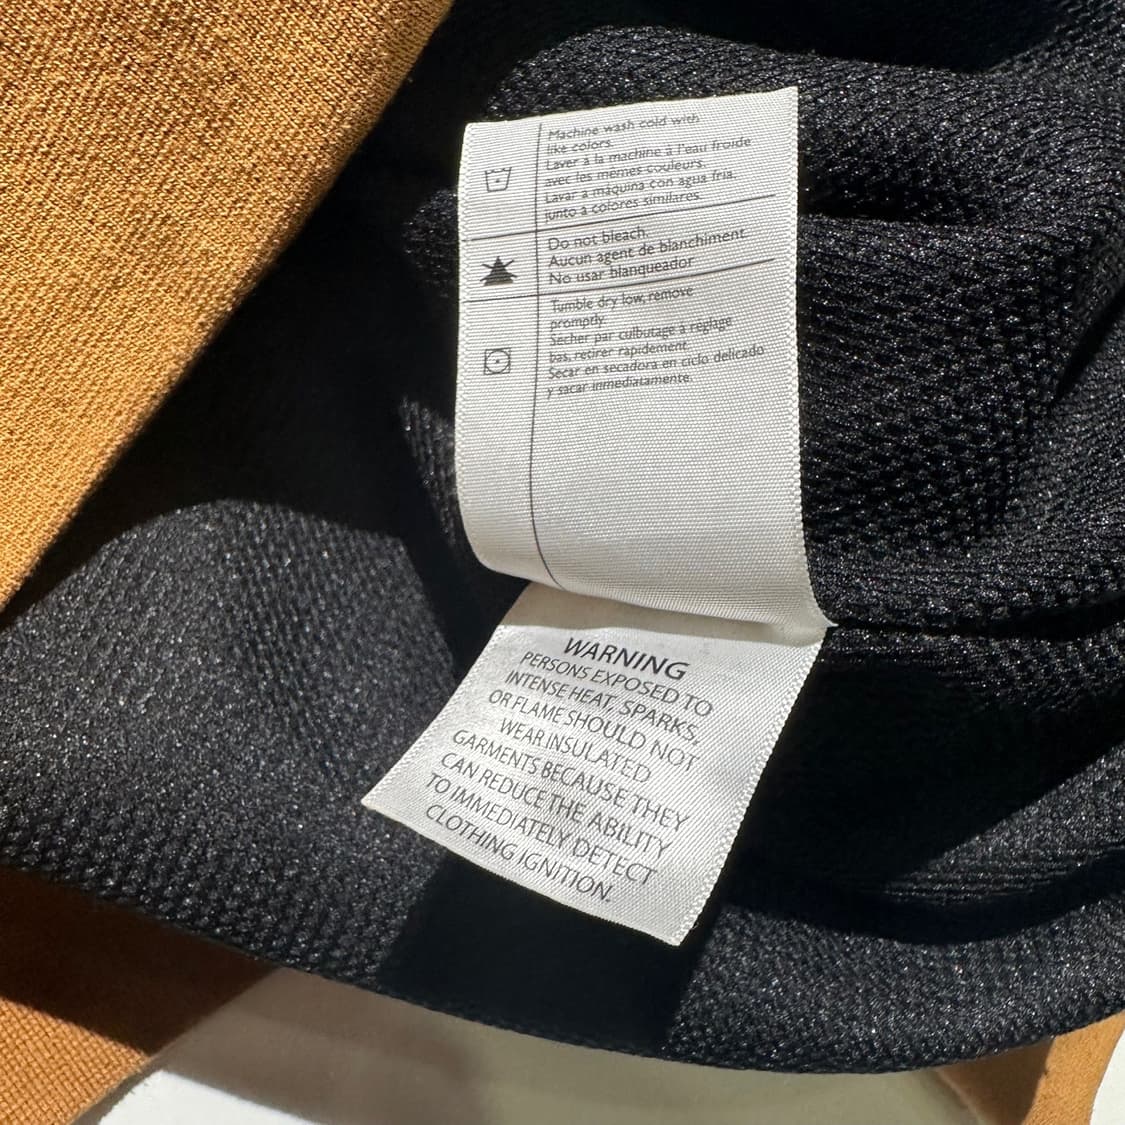 Machine wash cold with
like colors.
Laver à la machine à l'eau froide
avec les mêmes couleurs.
Lavar a máquina con agua fria,
junto a colores similares.
Do not bleach.
Aucun agent de blanchiment.
No usar blanqueador
Tumble dry low, remove
promptly.
Sécher par culbutage à réglage
bas, retirer rapidement.
Secar en secadora en ciclo delicado
y sacar inmediatamente.
WARNING
PERSONS EXPOSED TO
INTENSE HEAT, SPARKS,
OR FLAME SHOULD NOT
WEAR INSULATED
GARMENTS BECAUSE THEY
CAN REDUCE THE ABILITY
TO IMMEDIATELY DETECT
CLOTHING IGNITION.